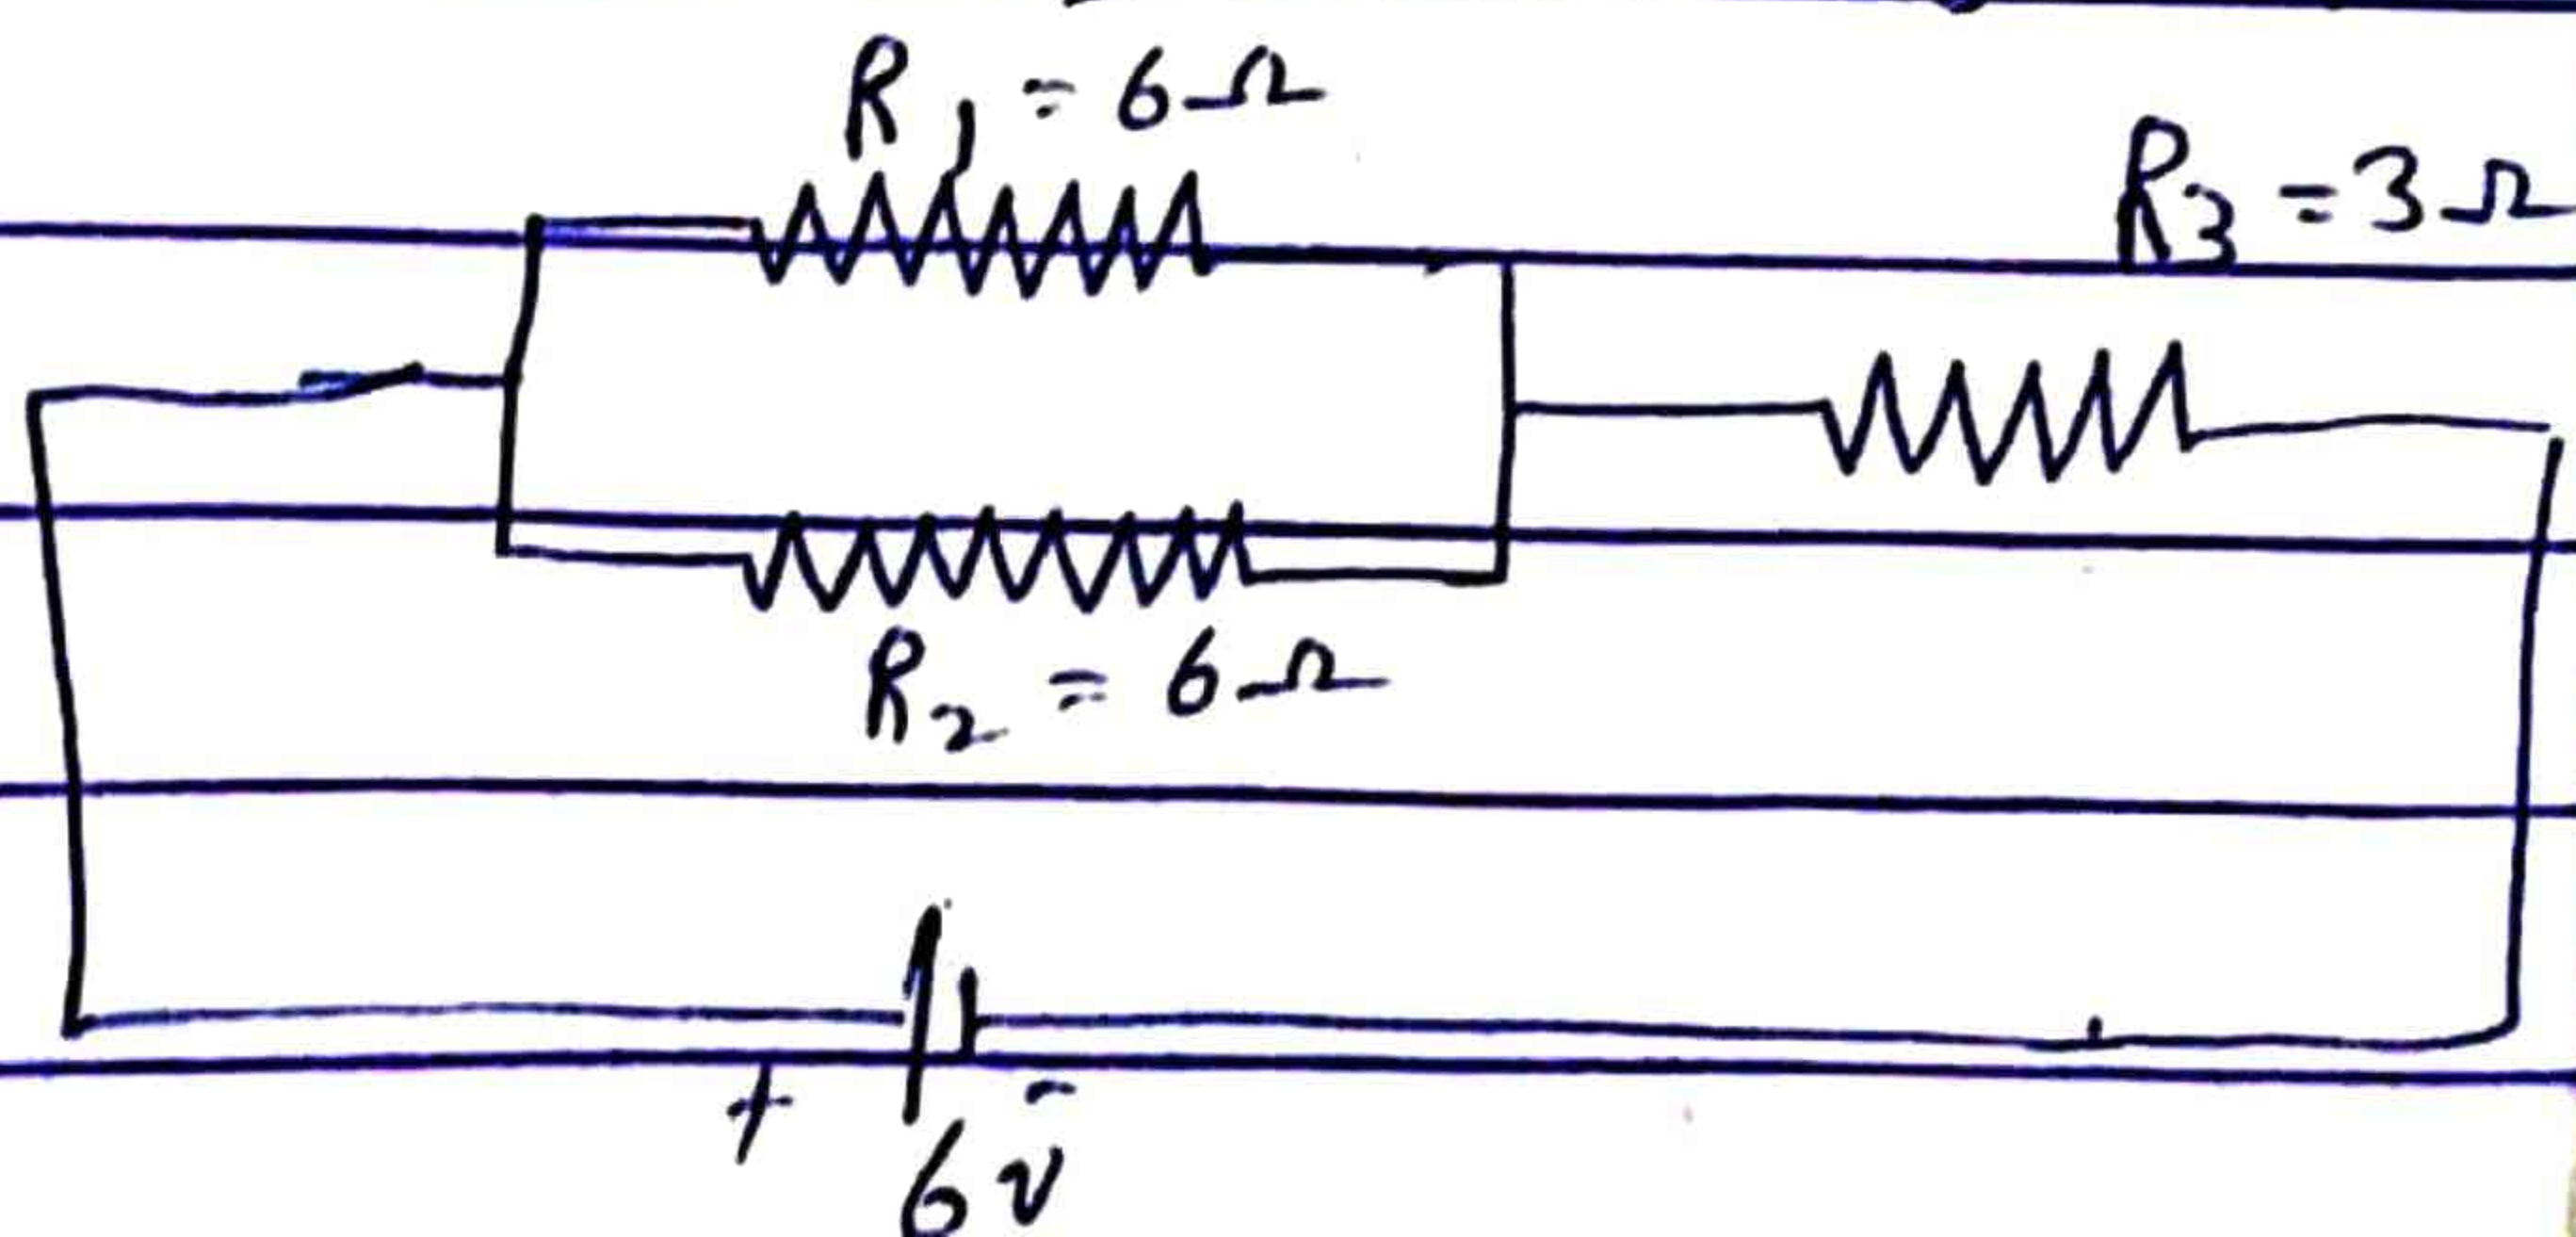 R1 = 6Ω
R3 = 3Ω
R2 = 6Ω
+ -
6v